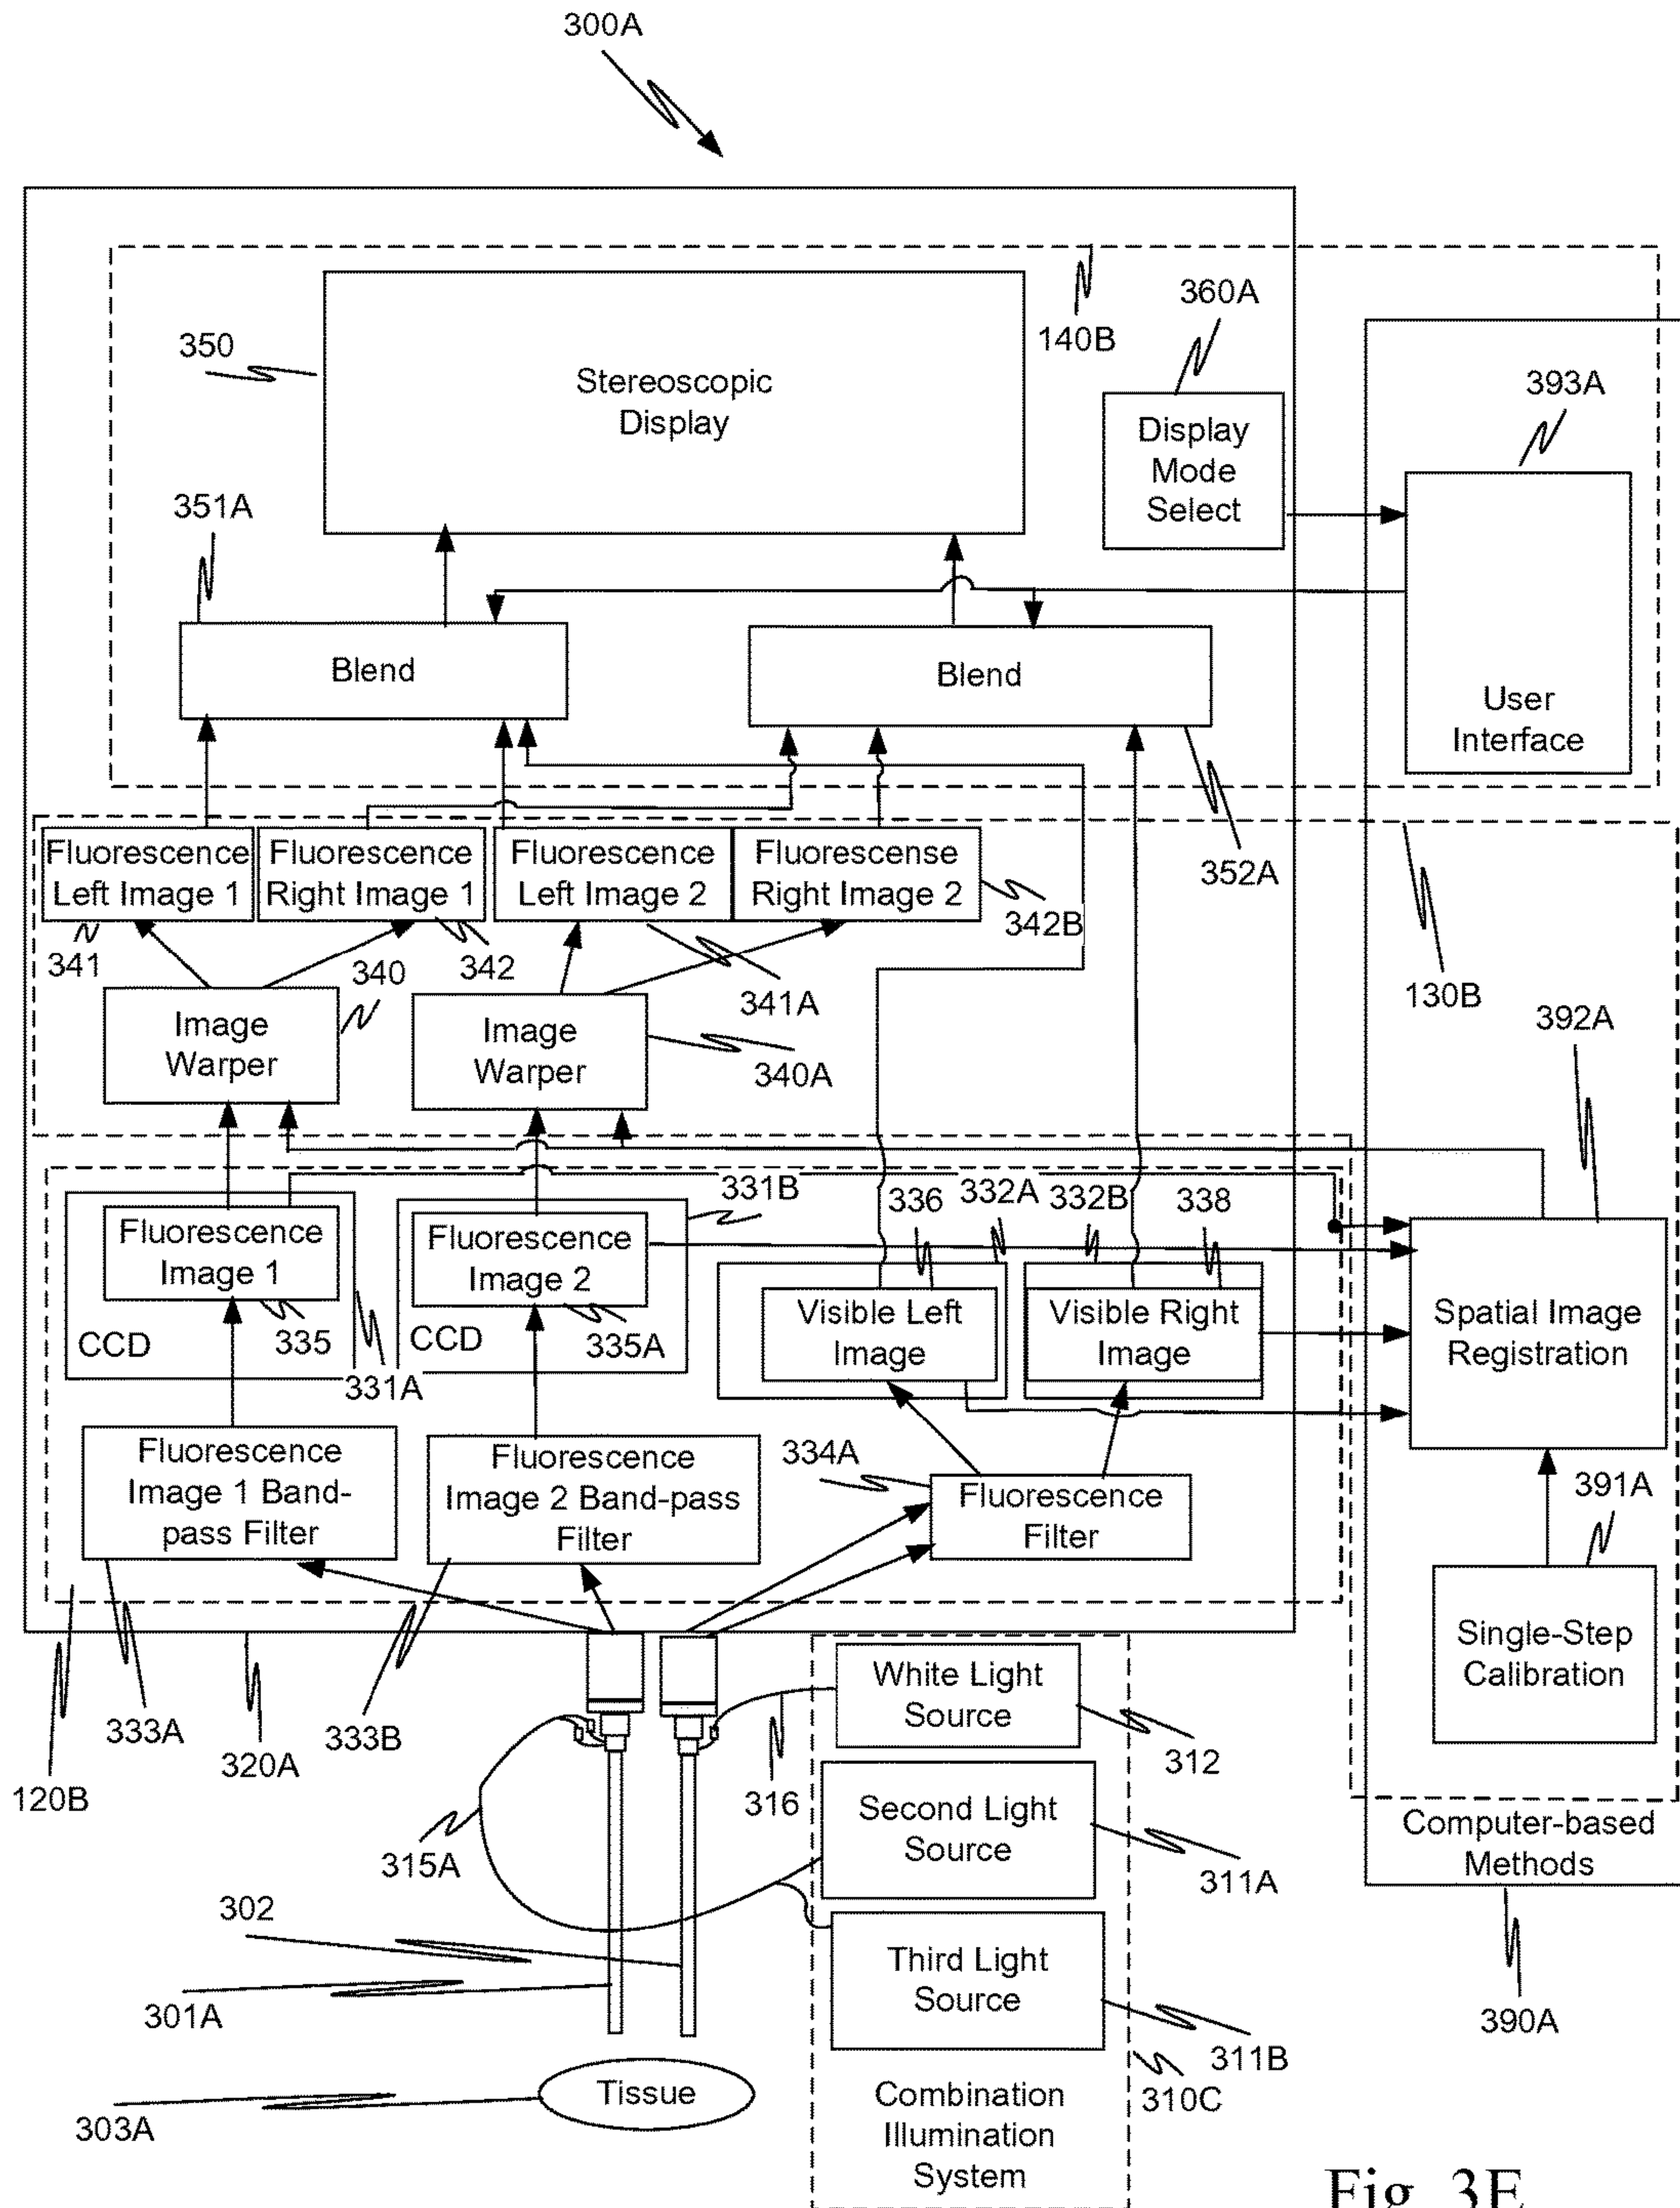 300A
140B
360A
350
Stereoscopic
Display
393A
Display
Mode
Select
351A
Blend
Blend
User
Interface
352A
Fluorescence
Left Image 1
Fluorescence
Right Image 1
Fluorescence
Left Image 2
Fluorescense
Right Image 2
342B
341
340
342
341A
130B
392A
Image
Warper
Image
Warper
340A
331B
336
332A
332B
338
Fluorescence
Image 1
Fluorescence
Image 2
Visible Left
Image
Visible Right
Image
Spatial Image
Registration
CCD
335
CCD
335A
331A
Fluorescence
Image 1 Band-
pass Filter
Fluorescence
Image 2 Band-pass
Filter
334A
Fluorescence
Filter
391A
Single-Step
Calibration
White Light
Source
333A
333B
320A
312
120B
316
Second Light
Source
Computer-based
Methods
315A
311A
302
Third Light
Source
301A
390A
311B
Tissue
310C
303A
Combination
Illumination
System
Fig. 3E